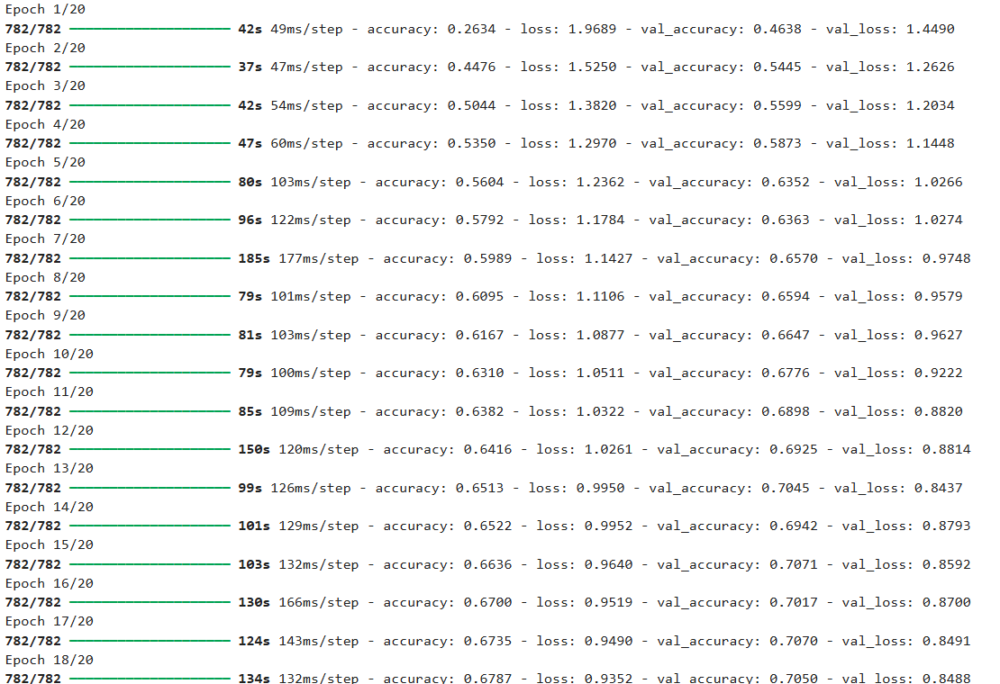 Epoch 1/20
782/782 ━━━━━━━━━━━━━━━━━━━━ 42s 49ms/step - accuracy: 0.2634 - loss: 1.9689 - val_accuracy: 0.4638 - val_loss: 1.4490
Epoch 2/20
782/782 ━━━━━━━━━━━━━━━━━━━━ 37s 47ms/step - accuracy: 0.4476 - loss: 1.5250 - val_accuracy: 0.5445 - val_loss: 1.2626
Epoch 3/20
782/782 ━━━━━━━━━━━━━━━━━━━━ 42s 54ms/step - accuracy: 0.5044 - loss: 1.3820 - val_accuracy: 0.5599 - val_loss: 1.2034
Epoch 4/20
782/782 ━━━━━━━━━━━━━━━━━━━━ 47s 60ms/step - accuracy: 0.5350 - loss: 1.2970 - val_accuracy: 0.5873 - val_loss: 1.1448
Epoch 5/20
782/782 ━━━━━━━━━━━━━━━━━━━━ 80s 103ms/step - accuracy: 0.5604 - loss: 1.2362 - val_accuracy: 0.6352 - val_loss: 1.0266
Epoch 6/20
782/782 ━━━━━━━━━━━━━━━━━━━━ 96s 122ms/step - accuracy: 0.5792 - loss: 1.1784 - val_accuracy: 0.6363 - val_loss: 1.0274
Epoch 7/20
782/782 ━━━━━━━━━━━━━━━━━━━━ 185s 177ms/step - accuracy: 0.5989 - loss: 1.1427 - val_accuracy: 0.6570 - val_loss: 0.9748
Epoch 8/20
782/782 ━━━━━━━━━━━━━━━━━━━━ 79s 101ms/step - accuracy: 0.6095 - loss: 1.1106 - val_accuracy: 0.6594 - val_loss: 0.9579
Epoch 9/20
782/782 ━━━━━━━━━━━━━━━━━━━━ 81s 103ms/step - accuracy: 0.6167 - loss: 1.0877 - val_accuracy: 0.6647 - val_loss: 0.9627
Epoch 10/20
782/782 ━━━━━━━━━━━━━━━━━━━━ 79s 100ms/step - accuracy: 0.6310 - loss: 1.0511 - val_accuracy: 0.6776 - val_loss: 0.9222
Epoch 11/20
782/782 ━━━━━━━━━━━━━━━━━━━━ 85s 109ms/step - accuracy: 0.6382 - loss: 1.0322 - val_accuracy: 0.6898 - val_loss: 0.8820
Epoch 12/20
782/782 ━━━━━━━━━━━━━━━━━━━━ 150s 120ms/step - accuracy: 0.6416 - loss: 1.0261 - val_accuracy: 0.6925 - val_loss: 0.8814
Epoch 13/20
782/782 ━━━━━━━━━━━━━━━━━━━━ 99s 126ms/step - accuracy: 0.6513 - loss: 0.9950 - val_accuracy: 0.7045 - val_loss: 0.8437
Epoch 14/20
782/782 ━━━━━━━━━━━━━━━━━━━━ 101s 129ms/step - accuracy: 0.6522 - loss: 0.9952 - val_accuracy: 0.6942 - val_loss: 0.8793
Epoch 15/20
782/782 ━━━━━━━━━━━━━━━━━━━━ 103s 132ms/step - accuracy: 0.6636 - loss: 0.9640 - val_accuracy: 0.7071 - val_loss: 0.8592
Epoch 16/20
782/782 ━━━━━━━━━━━━━━━━━━━━ 130s 166ms/step - accuracy: 0.6700 - loss: 0.9519 - val_accuracy: 0.7017 - val_loss: 0.8700
Epoch 17/20
782/782 ━━━━━━━━━━━━━━━━━━━━ 124s 143ms/step - accuracy: 0.6735 - loss: 0.9490 - val_accuracy: 0.7070 - val_loss: 0.8491
Epoch 18/20
782/782 ━━━━━━━━━━━━━━━━━━━━ 134s 132ms/step - accuracy: 0.6787 - loss: 0.9352 - val_accuracy: 0.7050 - val_loss: 0.8488